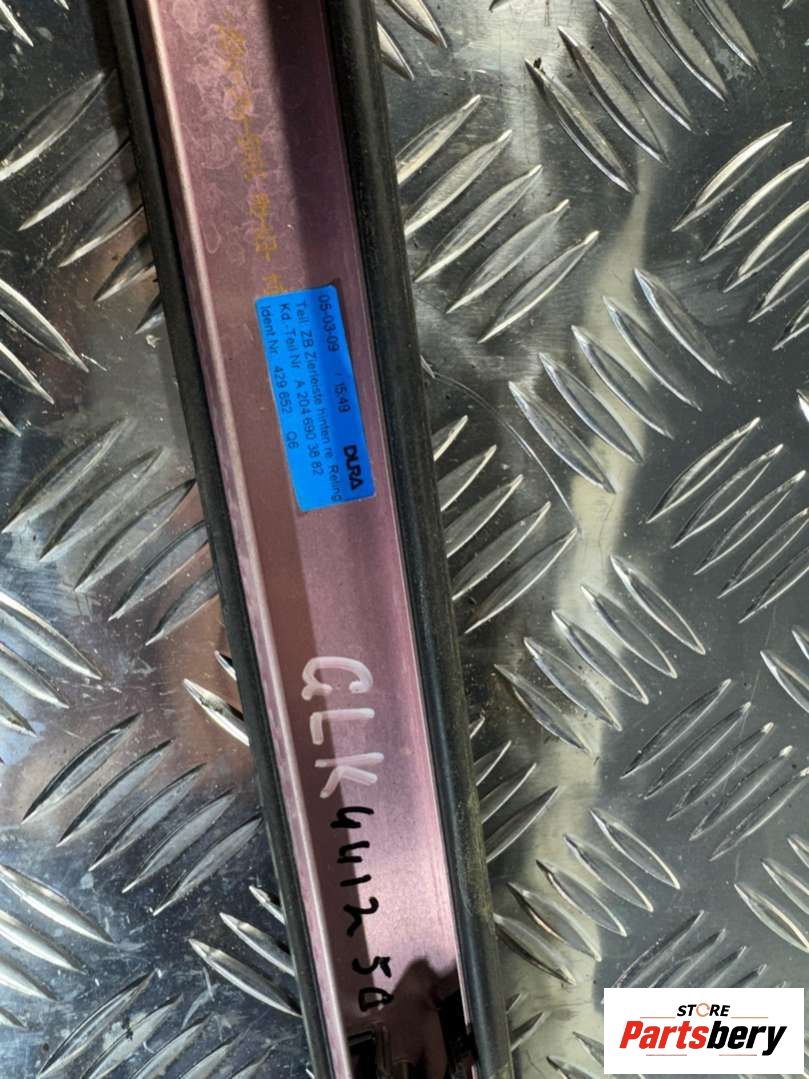 05-03-09 / 15:49 DURA
Teil ZB Zierleiste hinten re. Reling
Kd.-Teil Nr. A 204 690 38 82
Ident Nr. 429 652 Q6
GLK
441250
STORE
Partsbery